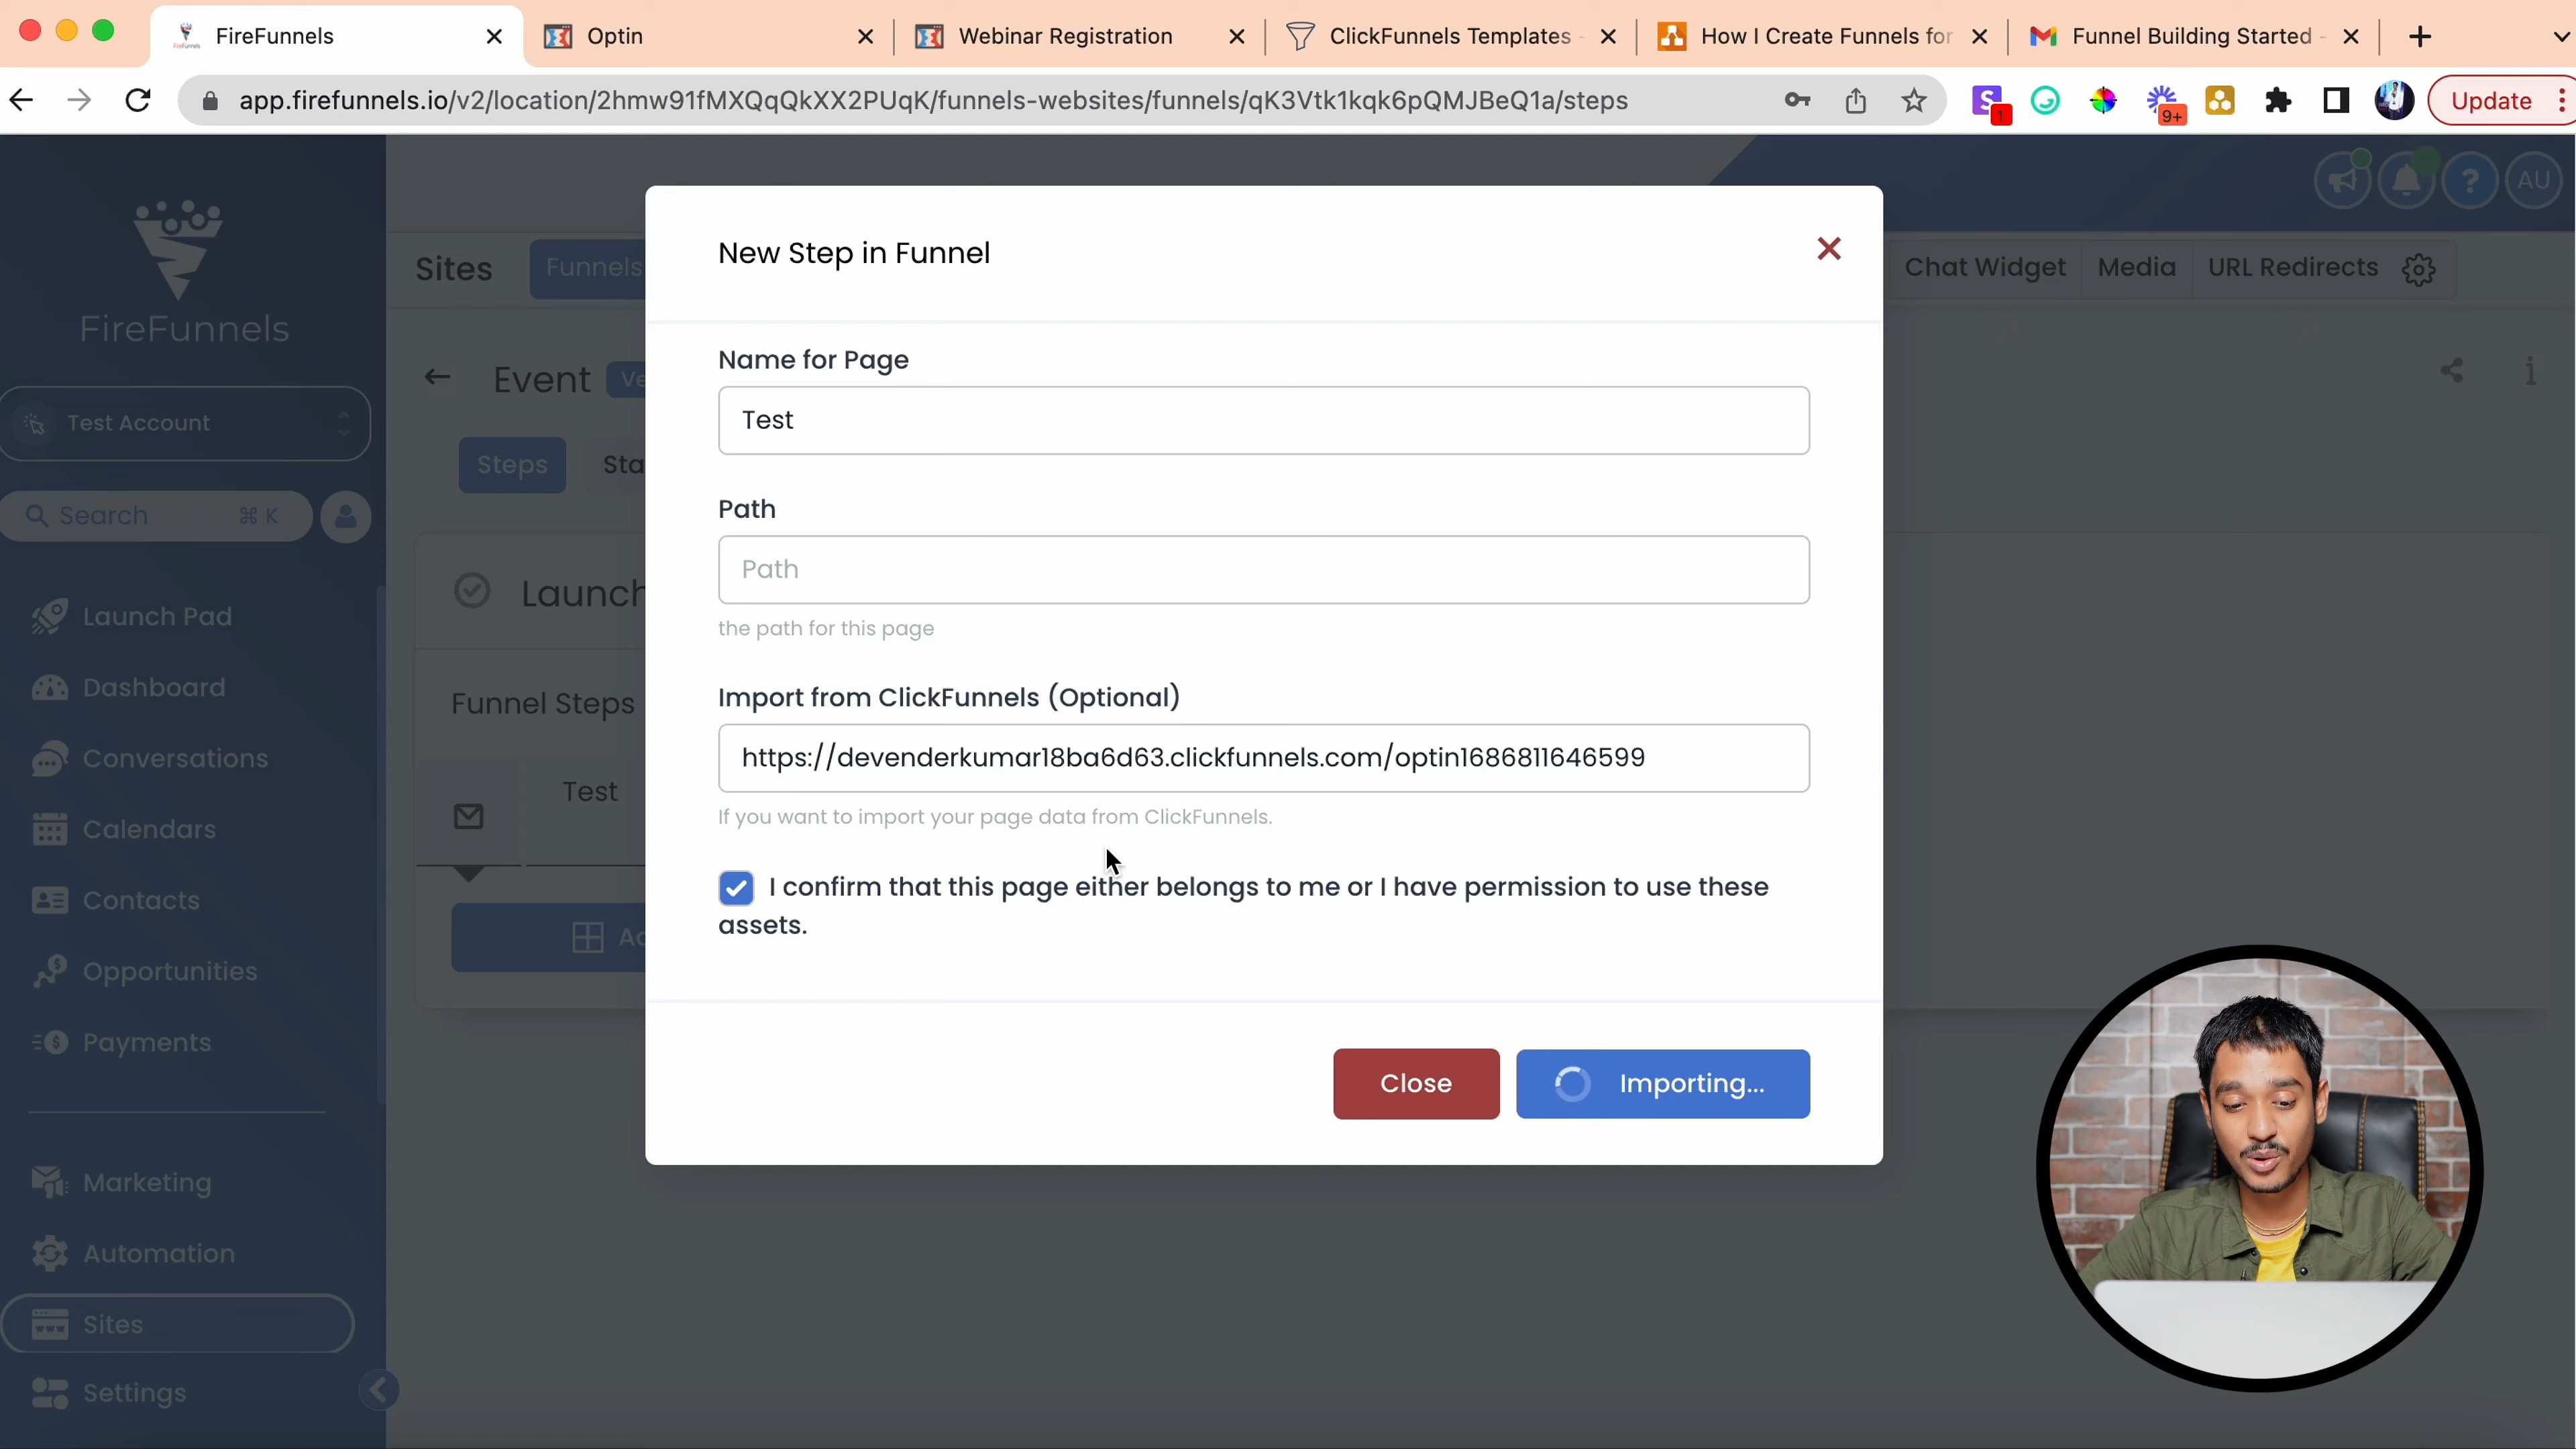 FireFunnels
Optin
Webinar Registration
ClickFunnels Templates -
How I Create Funnels for
Funnel Building Started -
app.firefunnels.io/v2/location/2hmw91fMXQqQkXX2PUqK/funnels-websites/funnels/qK3Vtk1kqk6pQMJBeQ1a/steps
1
9+
Update
FireFunnels
Test Account
Search ⌘ K
Launch Pad
Dashboard
Conversations
Calendars
Contacts
Opportunities
Payments
Marketing
Automation
Sites
Settings
Sites
Funnels
Chat Widget
Media
URL Redirects
?
AU
Event
Ve
Steps
Sta
Launch
Funnel Steps
Test
Ad
New Step in Funnel
Name for Page
Test
Path
Path
the path for this page
Import from ClickFunnels (Optional)
https://devenderkumar18ba6d63.clickfunnels.com/optin1686811646599
If you want to import your page data from ClickFunnels.
I confirm that this page either belongs to me or I have permission to use these
assets.
Close
Importing...